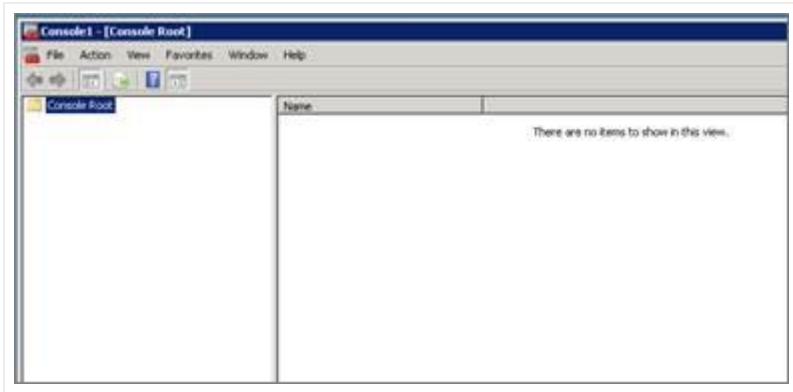 Console1 - [Console Root]
File Action View Favorites Window Help
Console Root
Name
There are no items to show in this view.